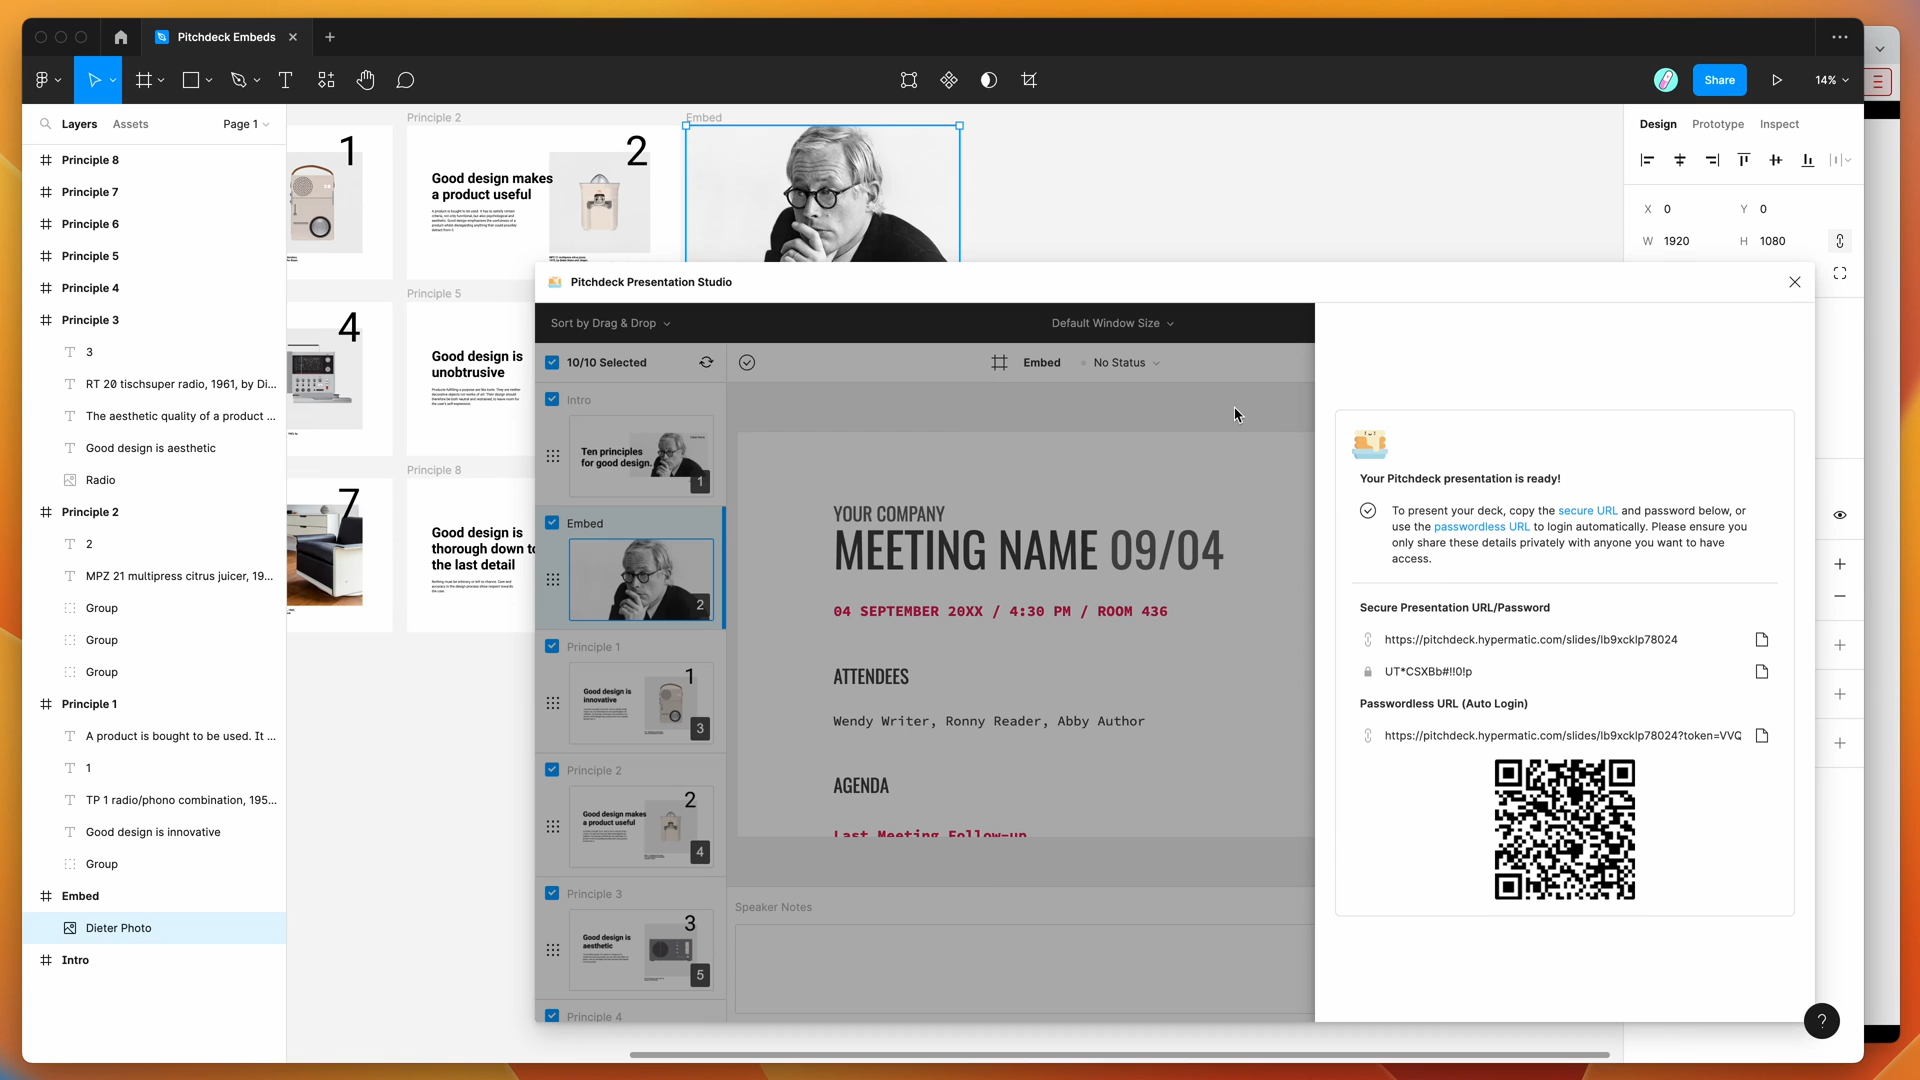 Pitchdeck Embeds
Share
14%
Layers
Assets
Page 1
Principle 8
Principle 7
Principle 6
Principle 5
Principle 4
Principle 3
3
RT 20 tischsuper radio, 1961, by Di...
The aesthetic quality of a product ...
Good design is aesthetic
Radio
Principle 2
2
MPZ 21 multipress citrus juicer, 19...
Group
Group
Group
Principle 1
A product is bought to be used. It ...
1
TP 1 radio/phono combination, 195...
Good design is innovative
Group
Embed
Dieter Photo
Intro
1
4
7
Principle 2
2
Good design makes
a product useful
Principle 5
Good design is
unobtrusive
Principle 8
Good design is
thorough down to
the last detail
Embed
Design
Prototype
Inspect
X 0
Y 0
W 1920
H 1080
Pitchdeck Presentation Studio
Sort by Drag & Drop
Default Window Size
10/10 Selected
Embed
No Status
Intro
Ten principles
for good design.
1
Embed
2
Principle 1
1
Good design is
innovative
3
Principle 2
2
Good design makes
a product useful
4
Principle 3
3
Good design is
aesthetic
5
Principle 4
YOUR COMPANY
MEETING NAME 09/04
04 SEPTEMBER 20XX / 4:30 PM / ROOM 436
ATTENDEES
Wendy Writer, Ronny Reader, Abby Author
AGENDA
Last Meeting Follow-up
Speaker Notes
Your Pitchdeck presentation is ready!
To present your deck, copy the secure URL and password below, or
use the passwordless URL to login automatically. Please ensure you
only share these details privately with anyone you want to have
access.
Secure Presentation URL/Password
https://pitchdeck.hypermatic.com/slides/lb9xcklp78024
UT*CSXBb#!!0!p
Passwordless URL (Auto Login)
https://pitchdeck.hypermatic.com/slides/lb9xcklp78024?token=VVQ
?